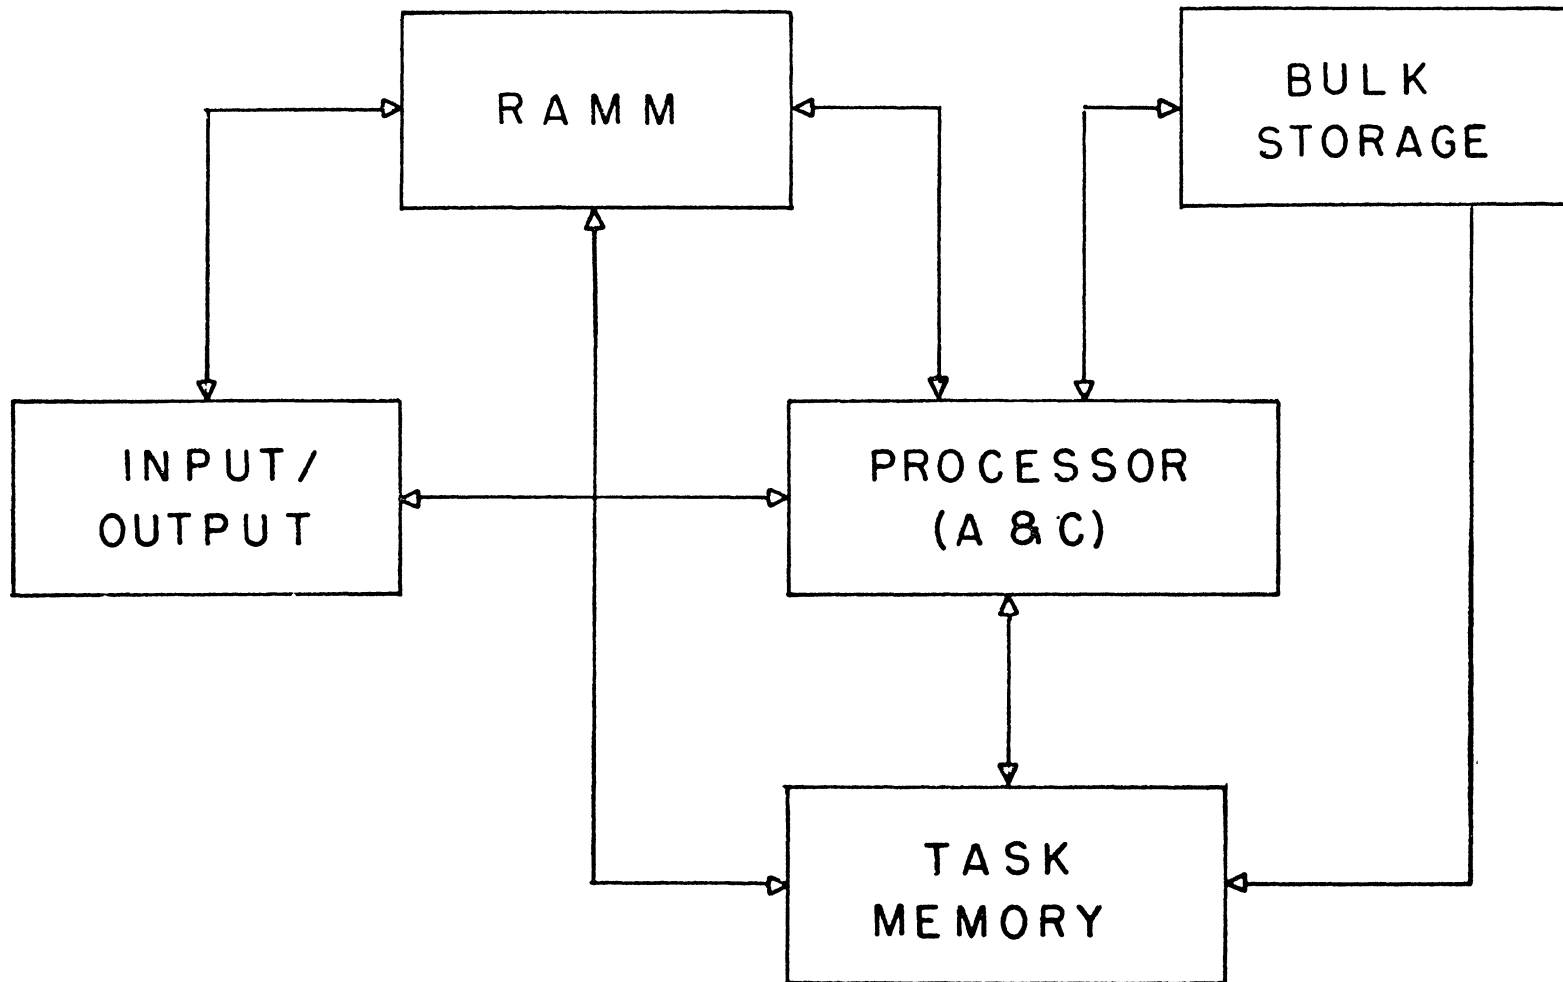 RAMM
BULK
STORAGE
INPUT/
OUTPUT
PROCESSOR
(A & C)
TASK
MEMORY